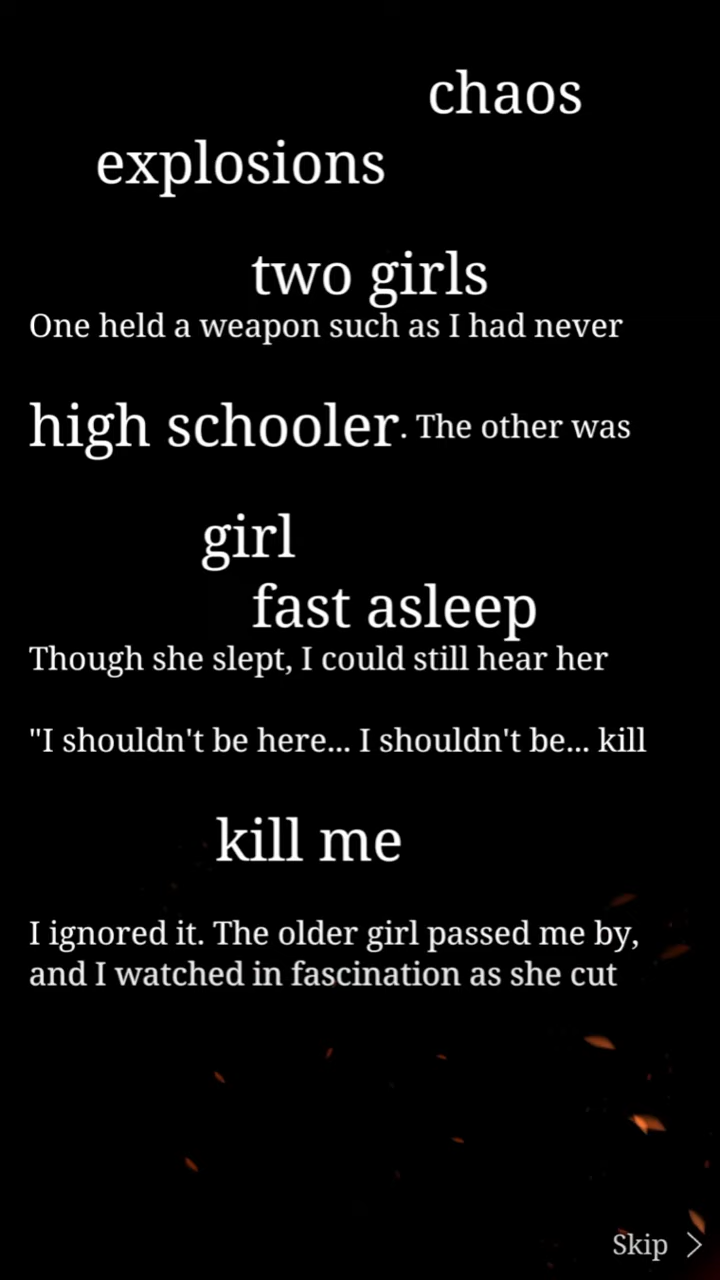 chaos
explosions
two girls
One held a weapon such as I had never
high schooler. The other was
girl
fast asleep
Though she slept, I could still hear her
"I shouldn't be here... I shouldn't be... kill
kill me
I ignored it. The older girl passed me by,
and I watched in fascination as she cut
Skip >